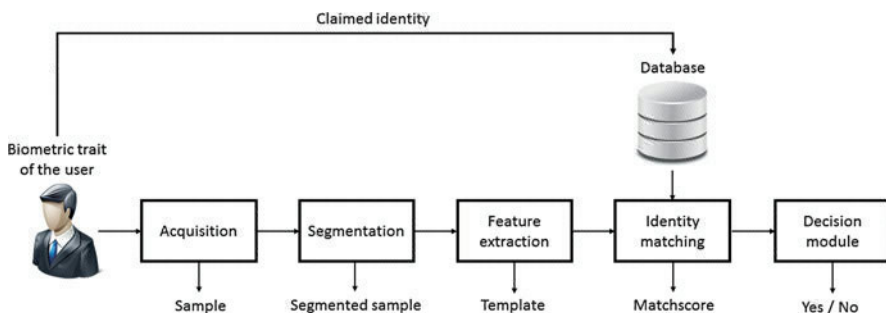 Claimed identity
Database
Biometric trait
of the user
Acquisition
Segmentation
Feature
extraction
Identity
matching
Decision
module
Sample
Segmented sample
Template
Matchscore
Yes / No